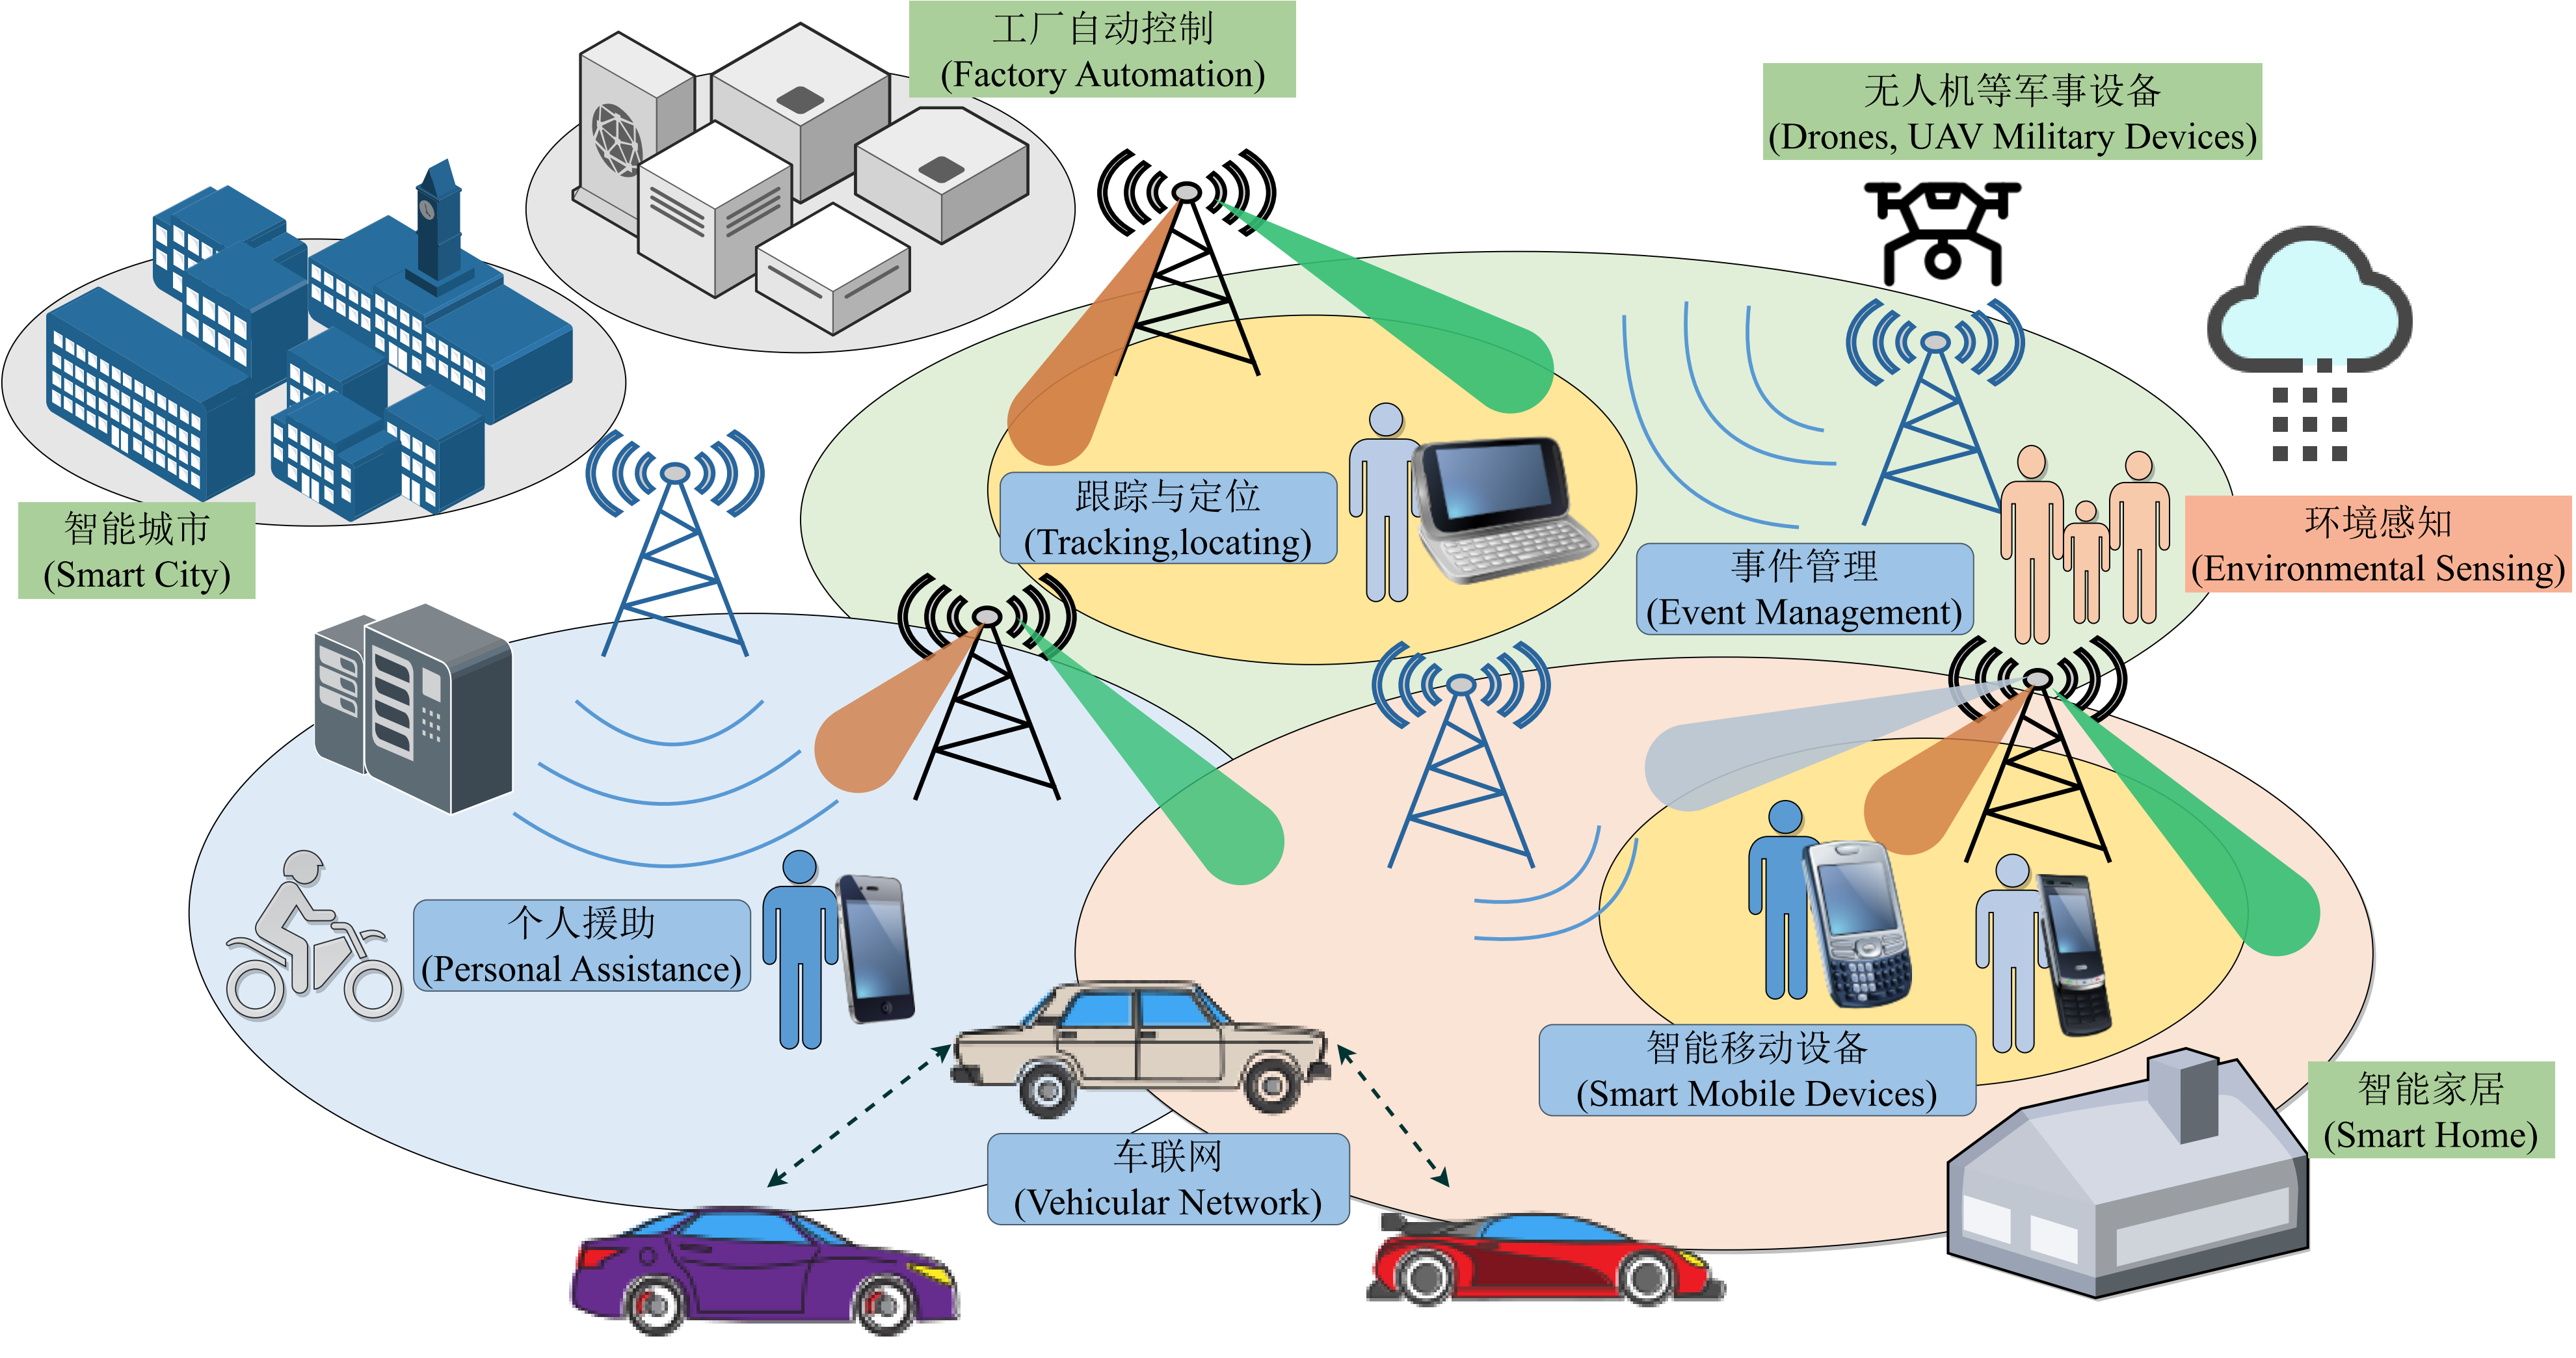 工厂自动控制
(Factory Automation)
无人机等军事设备
(Drones, UAV Military Devices)
智能城市
(Smart City)
跟踪与定位
(Tracking,locating)
事件管理
(Event Management)
环境感知
(Environmental Sensing)
个人援助
(Personal Assistance)
智能移动设备
(Smart Mobile Devices)
车联网
(Vehicular Network)
智能家居
(Smart Home)